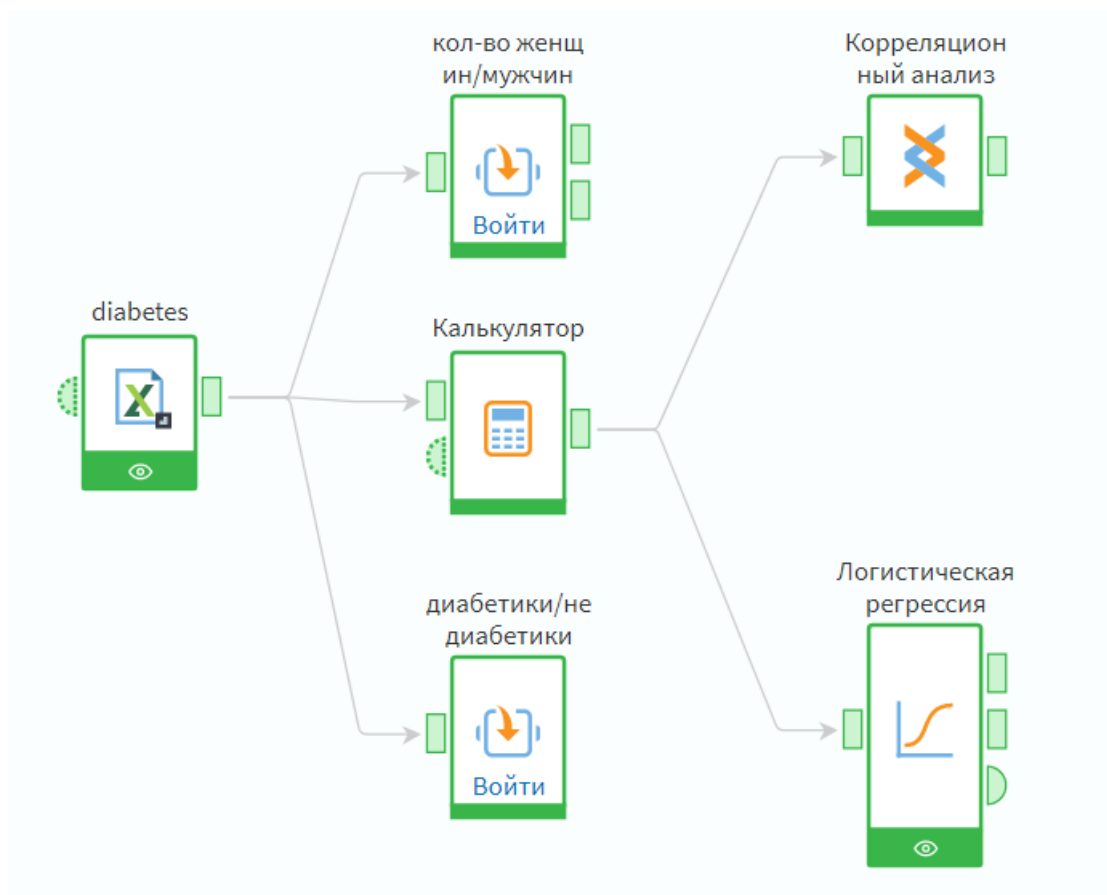 кол-во женщ
ин/мужчин
Войти
Корреляцион
ный анализ
diabetes
Калькулятор
диабетики/не
диабетики
Войти
Логистическая
регрессия